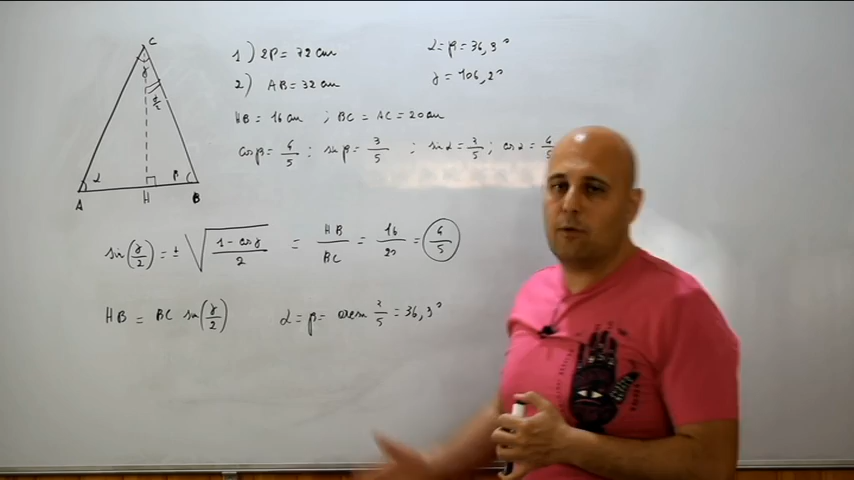 C
γ
γ/2
α
β
A
H
B
1) 2P = 72 cm
2) AB = 32 cm
α = β = 36,9°
γ = 106,2°
HB = 16 cm ; BC = AC = 20 cm
cos β = 4/5 ; sin β = 3/5 ; sin α = 3/5 ; cos α = 4/5
sin(γ/2) = ± √(1 - cos γ / 2) = HB/BC = 16/20 = 4/5
HB = BC sin(γ/2)
α = β = arcsin 3/5 = 36,9°